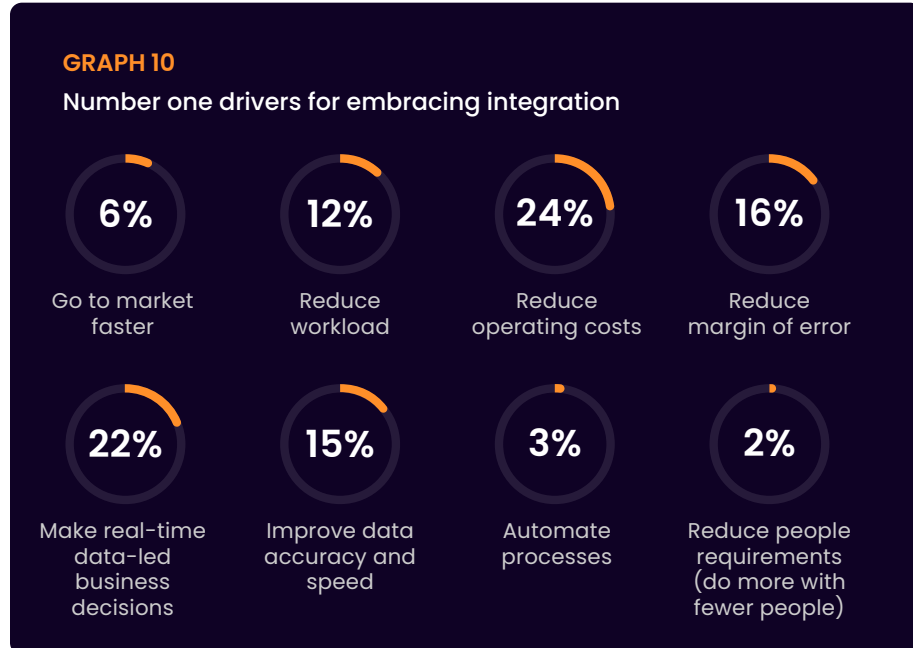 GRAPH 10
Number one drivers for embracing integration
6%
Go to market
faster
12%
Reduce
workload
24%
Reduce
operating costs
16%
Reduce
margin of error
22%
Make real-time
data-led
business
decisions
15%
Improve data
accuracy and
speed
3%
Automate
processes
2%
Reduce people
requirements
(do more with
fewer people)